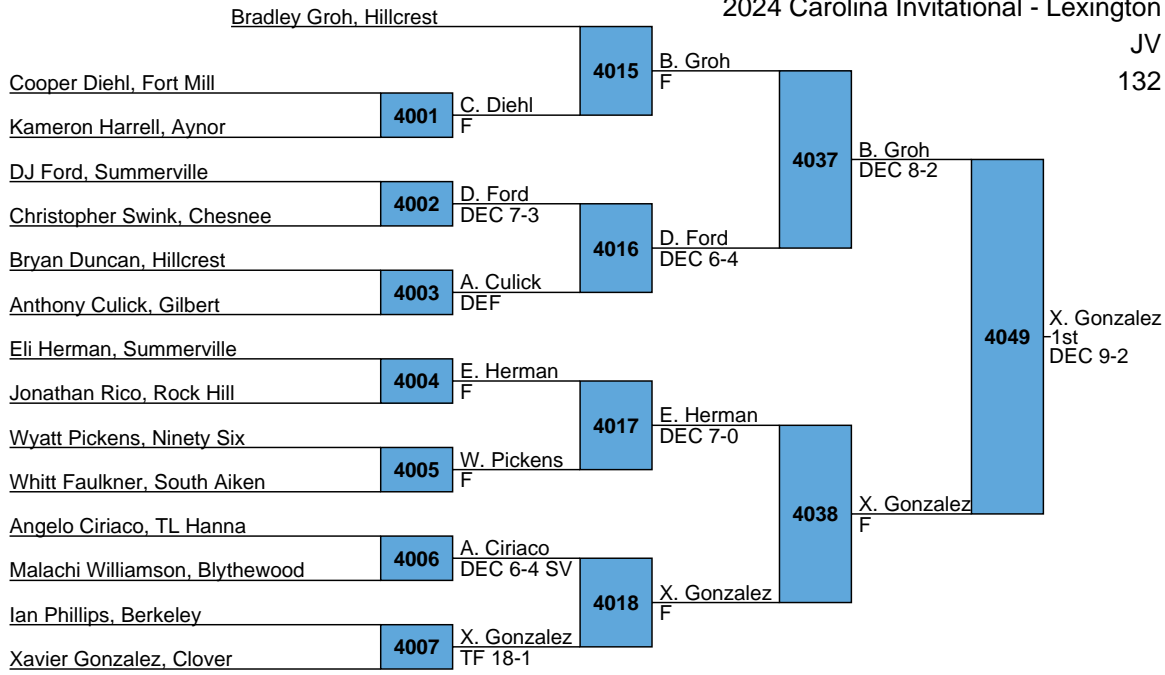 2024 Carolina Invitational - Lexington
JV
132
Bradley Groh, Hillcrest
4015
B. Groh
F
Cooper Diehl, Fort Mill
4001
C. Diehl
F
Kameron Harrell, Aynor
4037
B. Groh
DEC 8-2
DJ Ford, Summerville
4002
D. Ford
DEC 7-3
Christopher Swink, Chesnee
4016
D. Ford
DEC 6-4
Bryan Duncan, Hillcrest
4003
A. Culick
DEF
Anthony Culick, Gilbert
4049
X. Gonzalez
1st
DEC 9-2
Eli Herman, Summerville
4004
E. Herman
F
Jonathan Rico, Rock Hill
4017
E. Herman
DEC 7-0
Wyatt Pickens, Ninety Six
4005
W. Pickens
F
Whitt Faulkner, South Aiken
4038
X. Gonzalez
F
Angelo Ciriaco, TL Hanna
4006
A. Ciriaco
DEC 6-4 SV
Malachi Williamson, Blythewood
4018
X. Gonzalez
F
Ian Phillips, Berkeley
4007
X. Gonzalez
TF 18-1
Xavier Gonzalez, Clover